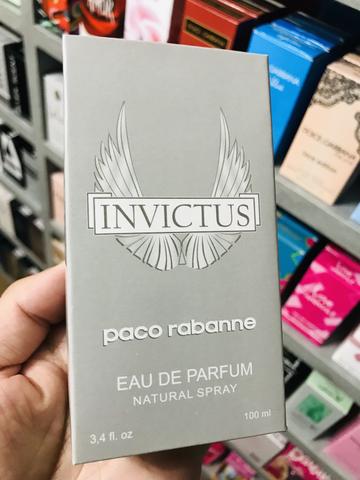 INVICTUS
paco rabanne
EAU DE PARFUM
NATURAL SPRAY
3,4 fl. oz
100 ml